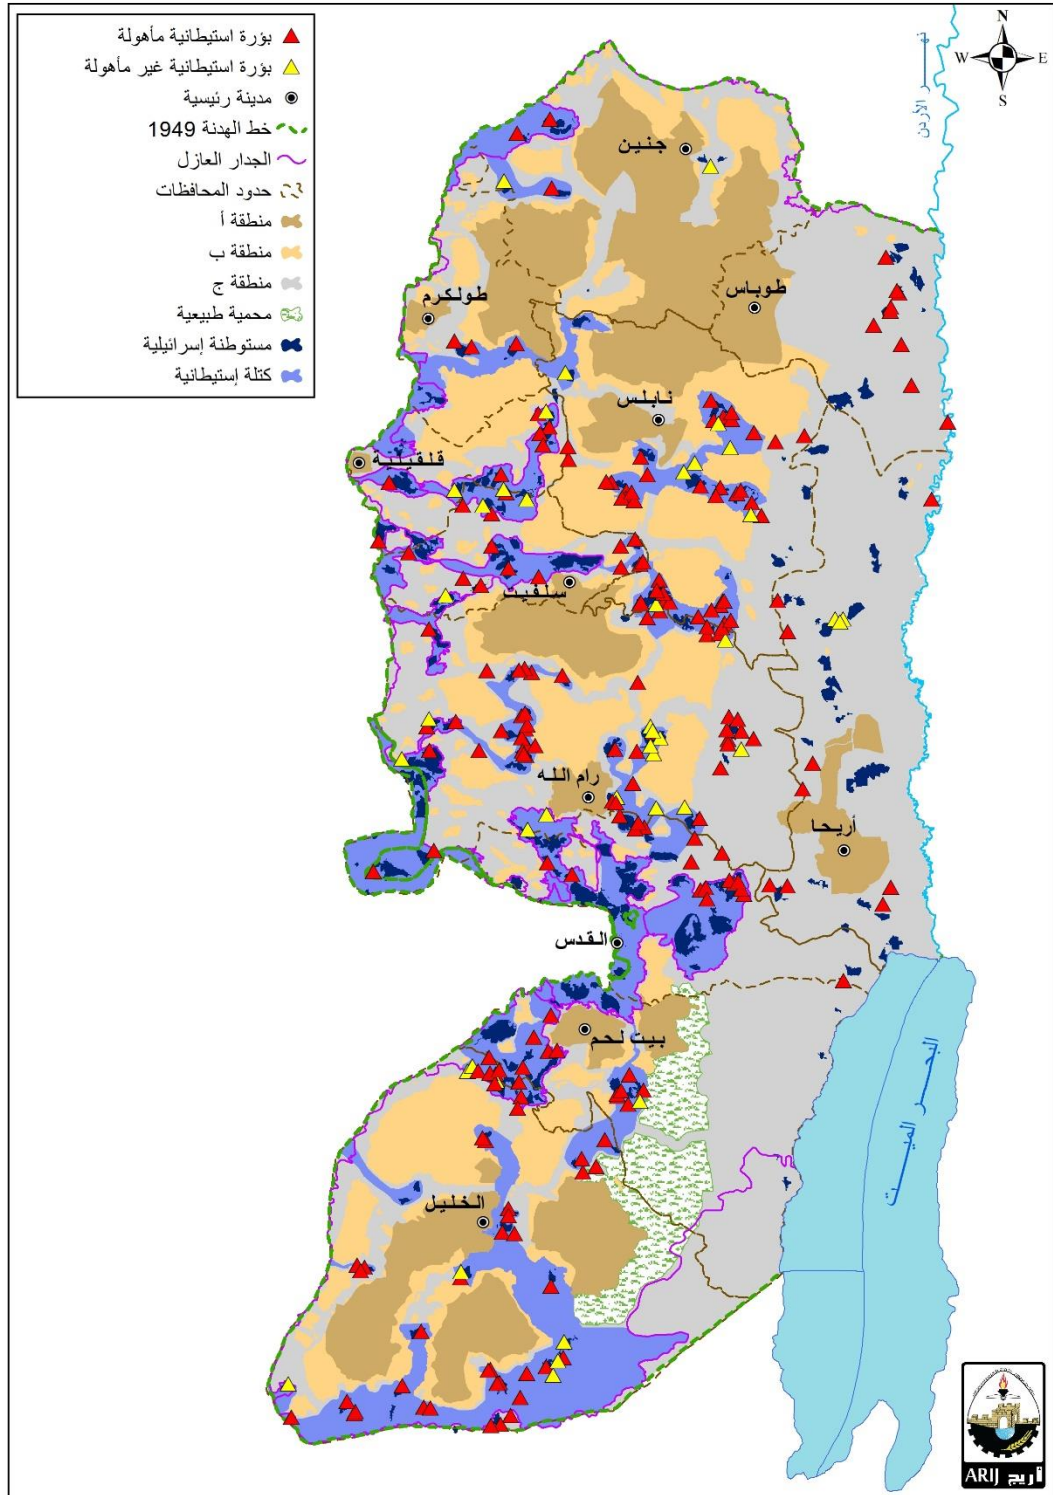 بؤرة استيطانية مأهولة
بؤرة استيطانية غير مأهولة
مدينة رئيسية
خط الهدنة 1949
الجدار العازل
حدود المحافظات
منطقة أ
منطقة ب
منطقة ج
محمية طبيعية
مستوطنة إسرائيلية
كتلة إستيطانية
N
W
E
S
نهر الأردن
جنين
طوباس
طولكرم
نابلس
قلقيلية
سلفيت
رام الله
أريحا
القدس
بيت لحم
البحر الميت
الخليل
ARIJ أريج